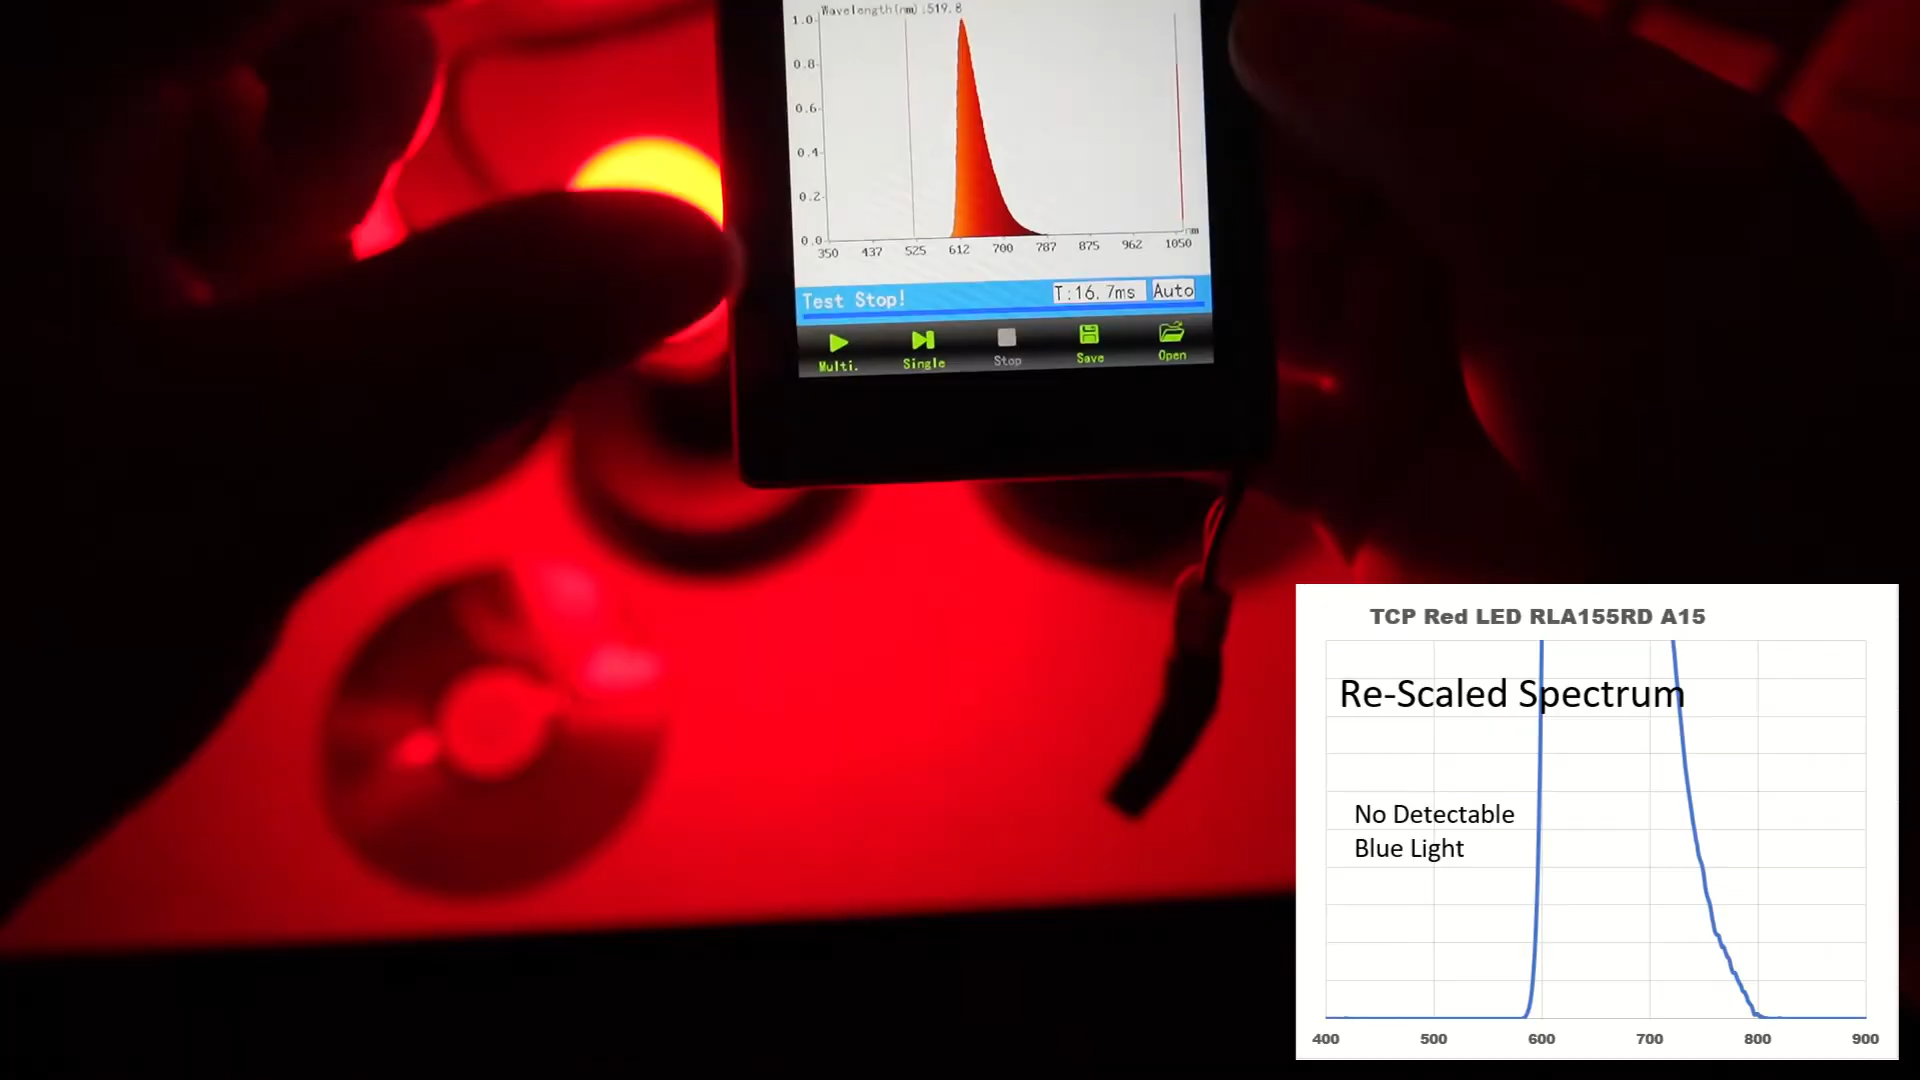 Wavelength(nm):519.8
1.0
0.8
0.6
0.4
0.2
0.0
350 437 525 612 700 787 875 962 1050 nm
Test Stop! T:16.7ms Auto
Multi. Single Stop Save Open
TCP Red LED RLA155RD A15
Re-Scaled Spectrum
No Detectable
Blue Light
400 500 600 700 800 900